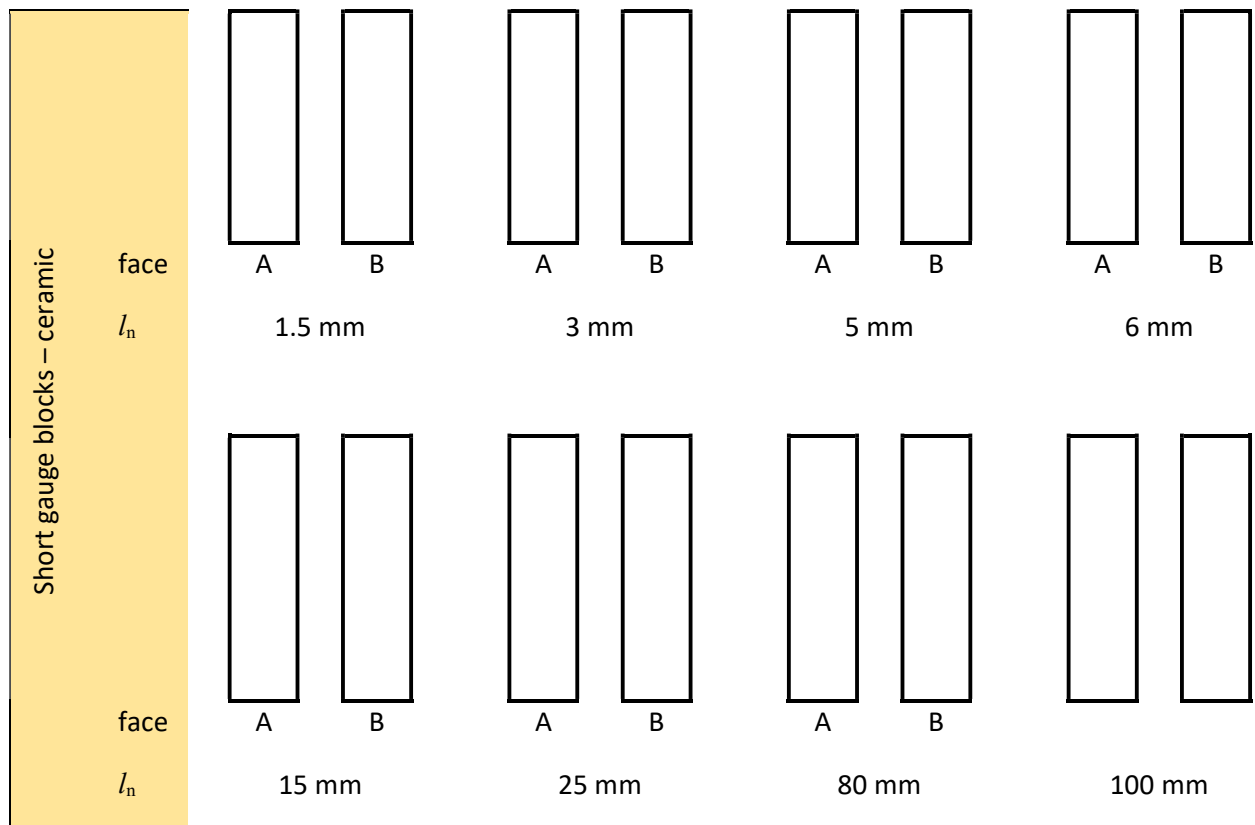 Short gauge blocks – ceramic
face A B A B A B A B
lₙ 1.5 mm 3 mm 5 mm 6 mm
face A B A B A B
lₙ 15 mm 25 mm 80 mm 100 mm